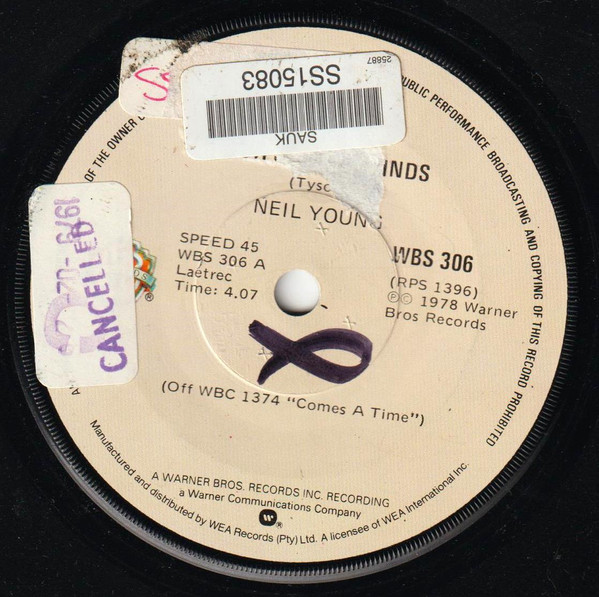 25887
SS15083
SAUK
OF THE OWNER
PUBLIC PERFORMANCE BROADCASTING AND COPYING OF THIS RECORD PROHIBITED
INDS
(Tyso
NEIL YOUNG
SPEED 45
WBS 306 A
Laetrec
Time: 4.07
WBS 306
(RPS 1396)
Ⓟ© 1978 Warner
Bros Records
CANCELLED
(Off WBC 1374 "Comes A Time")
A WARNER BROS. RECORDS INC. RECORDING
a Warner Communications Company
Manufactured and distributed by WEA Records (Pty) Ltd. A licensee of WEA International Inc.